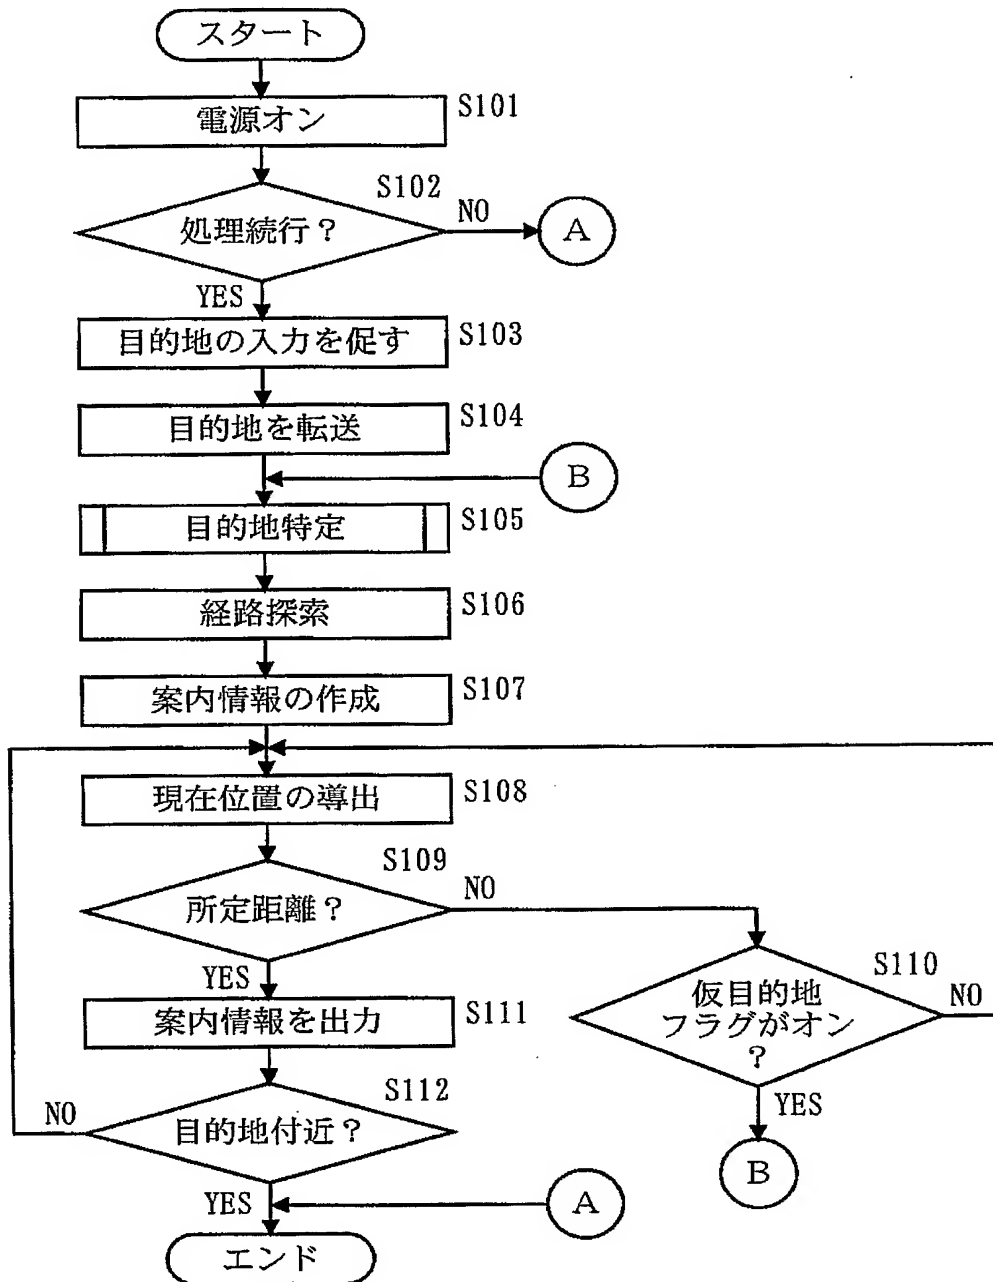 スタート
電源オン
S101
処理続行?
S102
NO
A
YES
目的地の入力を促す
S103
目的地を転送
S104
B
目的地特定
S105
経路探索
S106
案内情報の作成
S107
現在位置の導出
S108
所定距離?
S109
NO
YES
仮目的地
フラグがオン
?
S110
NO
YES
B
案内情報を出力
S111
目的地付近?
S112
NO
YES
A
エンド